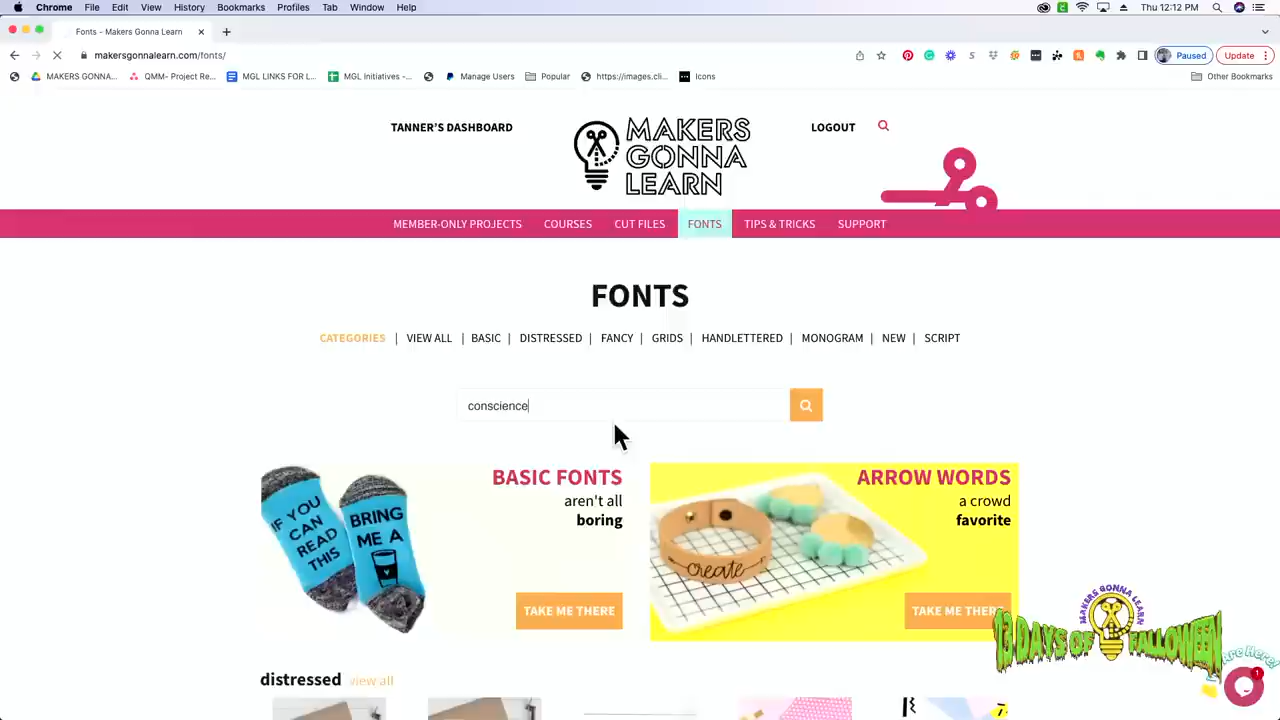 Chrome File Edit View History Bookmarks Profiles Tab Window Help Thu 12:12 PM
Fonts - Makers Gonna Learn
makersgonnalearn.com/fonts/ Paused Update
MAKERS GONNA... QMM- Project Re... MGL LINKS FOR L... MGL Initiatives -... Manage Users Popular https://images.cli... Icons Other Bookmarks
TANNER'S DASHBOARD
MAKERS
GONNA
LEARN
LOGOUT
MEMBER-ONLY PROJECTS COURSES CUT FILES FONTS TIPS & TRICKS SUPPORT
FONTS
CATEGORIES | VIEW ALL | BASIC | DISTRESSED | FANCY | GRIDS | HANDLETTERED | MONOGRAM | NEW | SCRIPT
conscience
IF YOU
CAN
READ
THIS
BRING
ME A
BASIC FONTS
aren't all
boring
TAKE ME THERE
create
ARROW WORDS
a crowd
favorite
TAKE ME THERE
MAKERS GONNA LEARN
13 DAYS OF FALLOWEEN
Are Here!
1
distressed view all